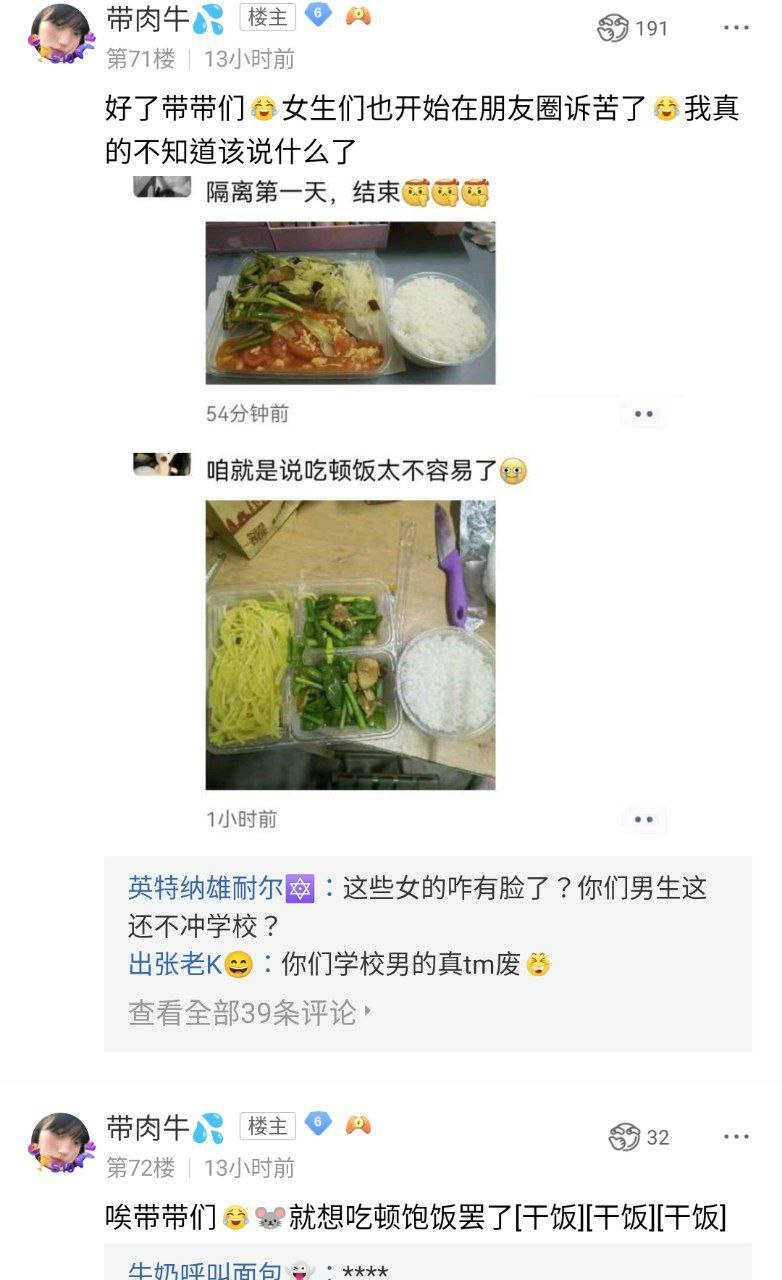 带肉牛💦 楼主 6
191
第71楼 13小时前
好了带带们😂女生们也开始在朋友圈诉苦了😂我真
的不知道该说什么了
隔离第一天，结束
54分钟前
咱就是说吃顿饭太不容易了
1小时前
英特纳雄耐尔🔯：这些女的咋有脸了？你们男生这
还不冲学校？
出张老K😄：你们学校男的真tm废
查看全部39条评论
带肉牛💦 楼主 6
32
第72楼 13小时前
唉带带们😂🐭就想吃顿饱饭罢了[干饭][干饭][干饭]
牛奶呼叫面包👻：****